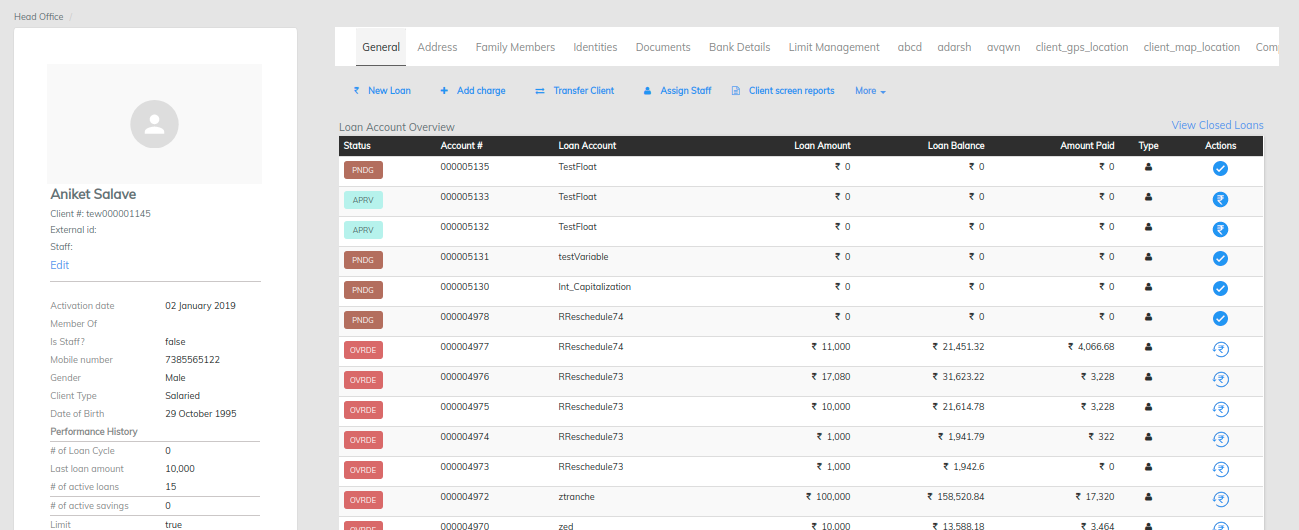 Head Office /
General Address Family Members Identities Documents Bank Details Limit Management abcd adarsh avqwn client_gps_location client_map_location Com
₹ New Loan Add charge Transfer Client Assign Staff Client screen reports More
Loan Account Overview View Closed Loans
Status Account # Loan Account Loan Amount Loan Balance Amount Paid Type Actions
PNDG 000005135 TestFloat ₹ 0 ₹ 0 ₹ 0
APRV 000005133 TestFloat ₹ 0 ₹ 0 ₹ 0 ₹
APRV 000005132 TestFloat ₹ 0 ₹ 0 ₹ 0 ₹
PNDG 000005131 testVariable ₹ 0 ₹ 0 ₹ 0
PNDG 000005130 Int_Capitalization ₹ 0 ₹ 0 ₹ 0
PNDG 000004978 RReschedule74 ₹ 0 ₹ 0 ₹ 0
OVRDE 000004977 RReschedule74 ₹ 11,000 ₹ 21,451.32 ₹ 4,066.68 ₹
OVRDE 000004976 RReschedule73 ₹ 17,080 ₹ 31,623.22 ₹ 3,228 ₹
OVRDE 000004975 RReschedule73 ₹ 10,000 ₹ 21,614.78 ₹ 3,228 ₹
OVRDE 000004974 RReschedule73 ₹ 1,000 ₹ 1,941.79 ₹ 322 ₹
OVRDE 000004973 RReschedule73 ₹ 1,000 ₹ 1,942.6 ₹ 0 ₹
OVRDE 000004972 ztranche ₹ 100,000 ₹ 158,520.84 ₹ 17,320 ₹
OVRDE 000004970 zed ₹ 10,000 ₹ 13,588.18 ₹ 3,464 ₹
Aniket Salave
Client #: tew000001145
External id:
Staff:
Edit
Activation date 02 January 2019
Member Of
Is Staff? false
Mobile number 7385565122
Gender Male
Client Type Salaried
Date of Birth 29 October 1995
Performance History
# of Loan Cycle 0
Last loan amount 10,000
# of active loans 15
# of active savings 0
Limit true